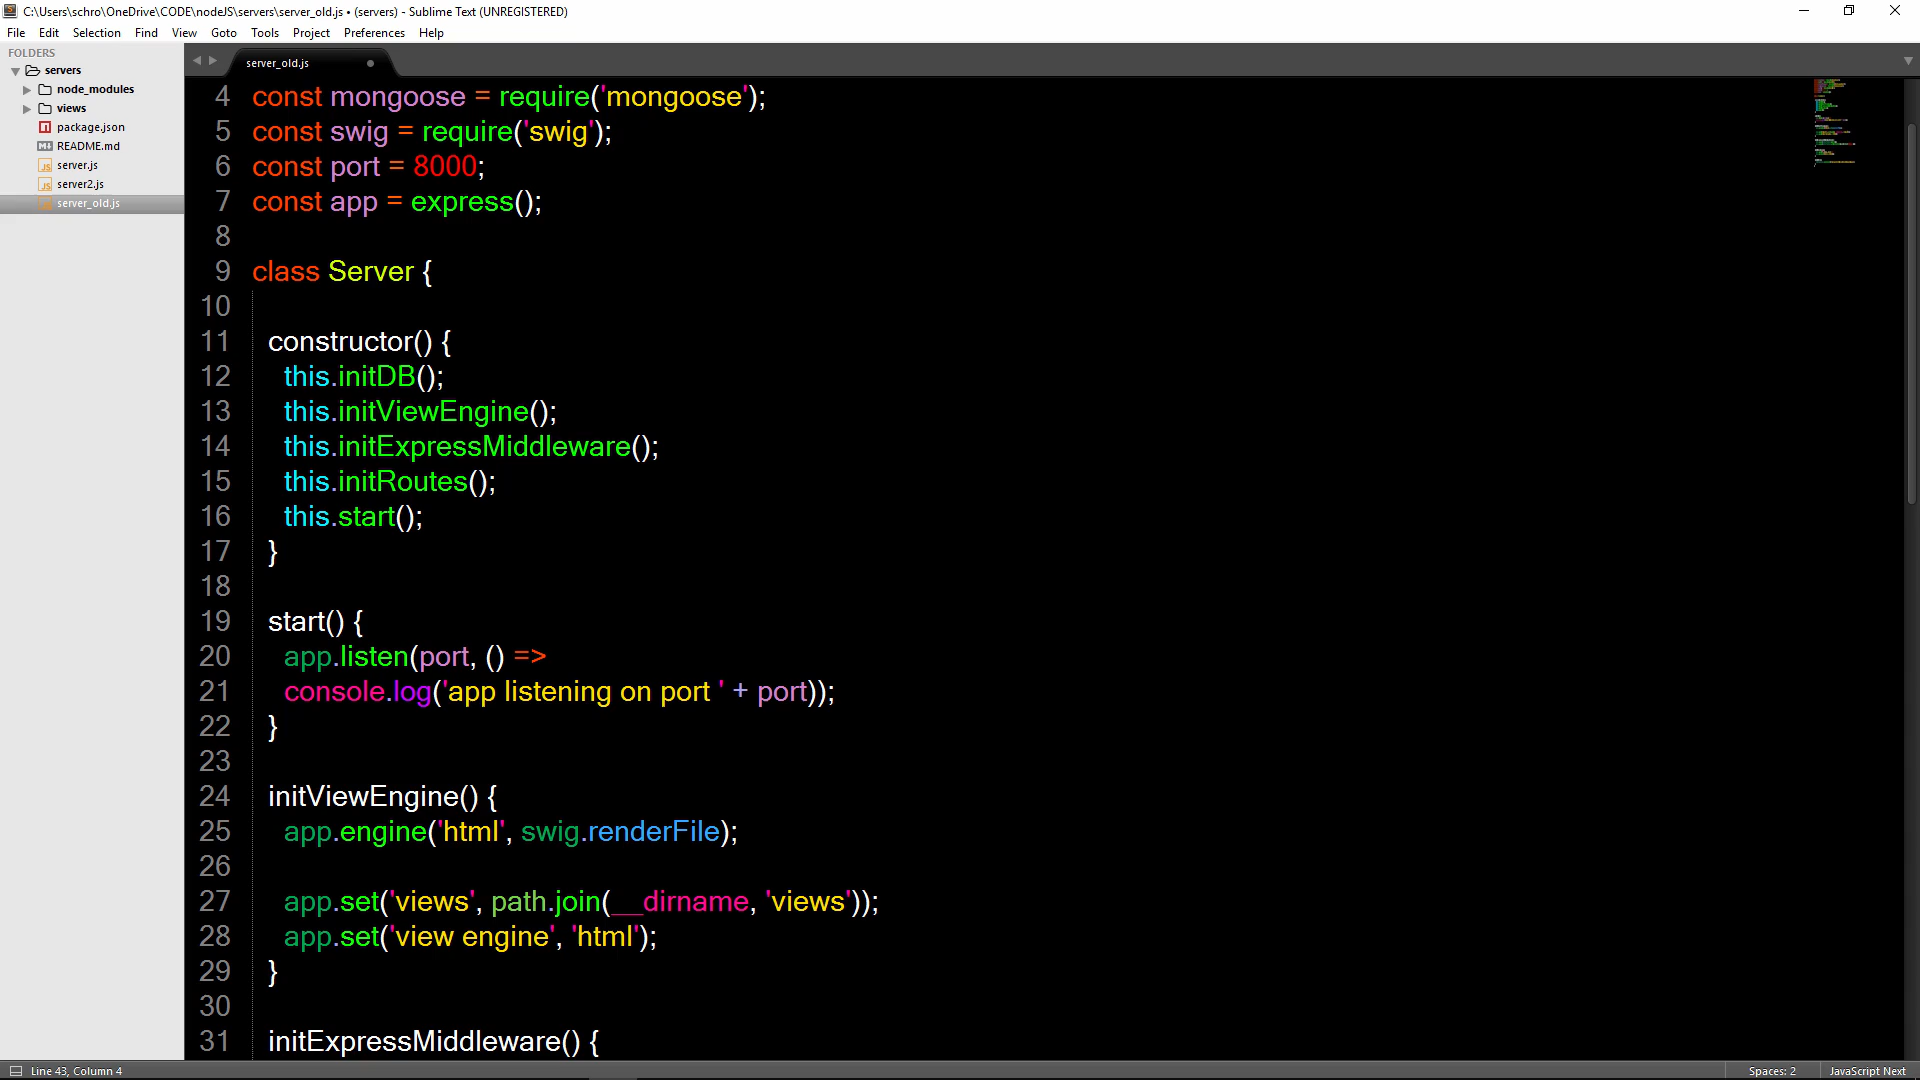 C:\Users\schro\OneDrive\CODE\nodeJS\servers\server_old.js • (servers) - Sublime Text (UNREGISTERED)
File Edit Selection Find View Goto Tools Project Preferences Help
FOLDERS
servers
node_modules
views
package.json
README.md
server.js
server2.js
server_old.js
server_old.js
4 const mongoose = require('mongoose');
5 const swig = require('swig');
6 const port = 8000;
7 const app = express();
8
9 class Server {
10
11 constructor() {
12 this.initDB();
13 this.initViewEngine();
14 this.initExpressMiddleware();
15 this.initRoutes();
16 this.start();
17 }
18
19 start() {
20 app.listen(port, () =>
21 console.log('app listening on port ' + port));
22 }
23
24 initViewEngine() {
25 app.engine('html', swig.renderFile);
26
27 app.set('views', path.join(__dirname, 'views'));
28 app.set('view engine', 'html');
29 }
30
31 initExpressMiddleware() {
Line 43, Column 4 Spaces: 2 JavaScript Next